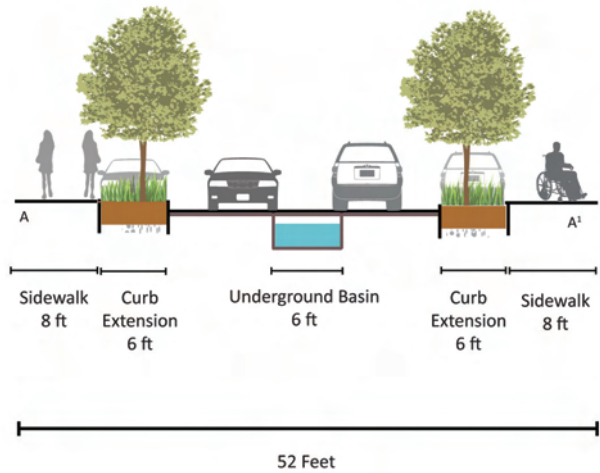 A
A¹
Sidewalk
8 ft
Curb
Extension
6 ft
Underground Basin
6 ft
Curb
Extension
6 ft
Sidewalk
8 ft
52 Feet